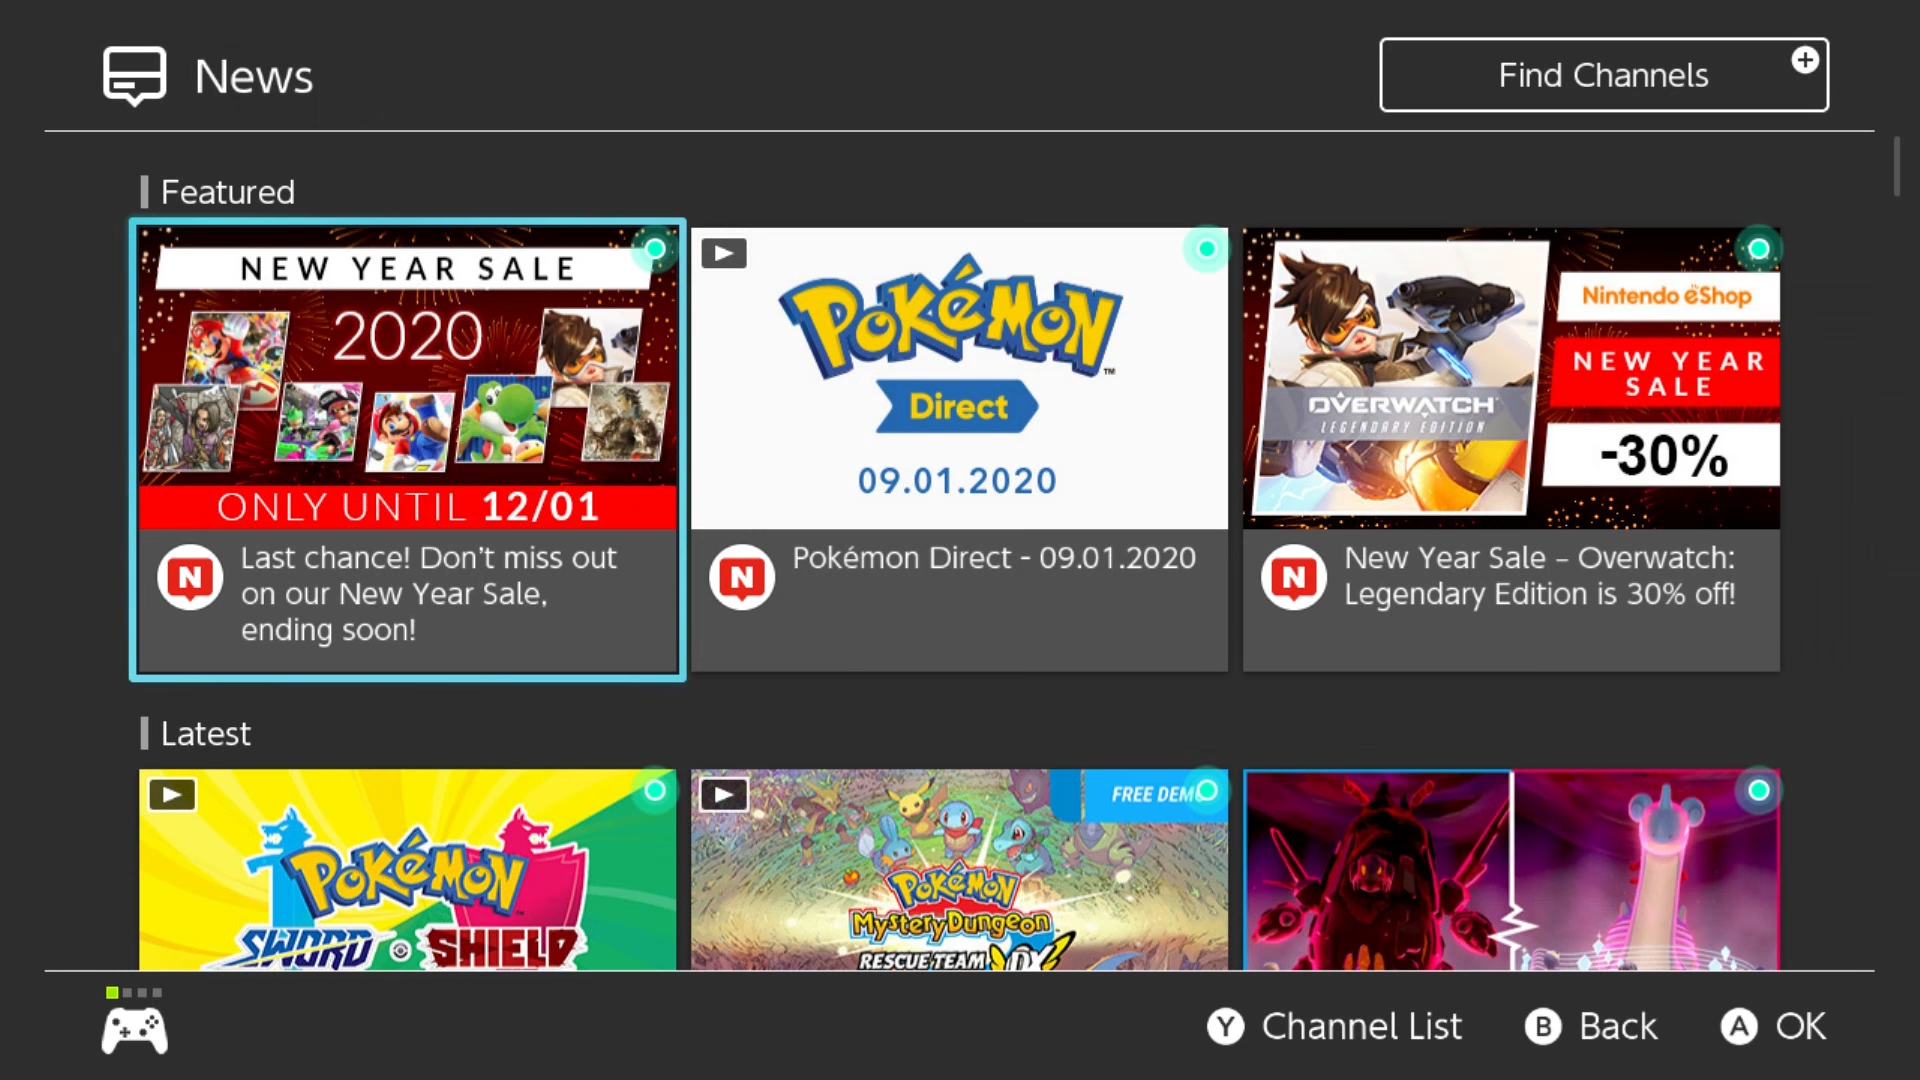 News
Find Channels
Featured
NEW YEAR SALE
2020
ONLY UNTIL 12/01
Last chance! Don't miss out
on our New Year Sale,
ending soon!
POKéMON
TM
Direct
09.01.2020
Pokémon Direct - 09.01.2020
OVERWATCH
LEGENDARY EDITION
Nintendo eShop
NEW YEAR
SALE
-30%
New Year Sale – Overwatch:
Legendary Edition is 30% off!
Latest
POKéMON
SWORD SHIELD
FREE DEM
POKéMON
Mystery Dungeon
RESCUE TEAM DX
Y Channel List
B Back
A OK